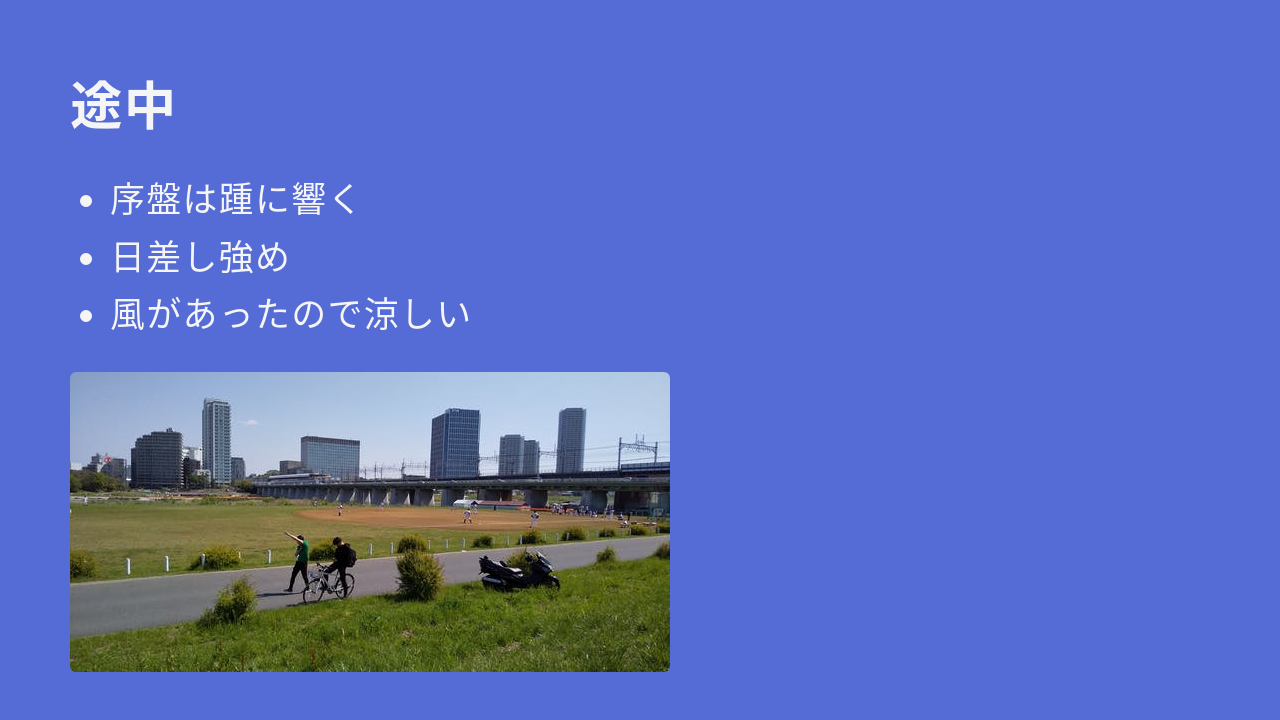 途中
序盤は踵に響く
日差し強め
風があったので涼しい